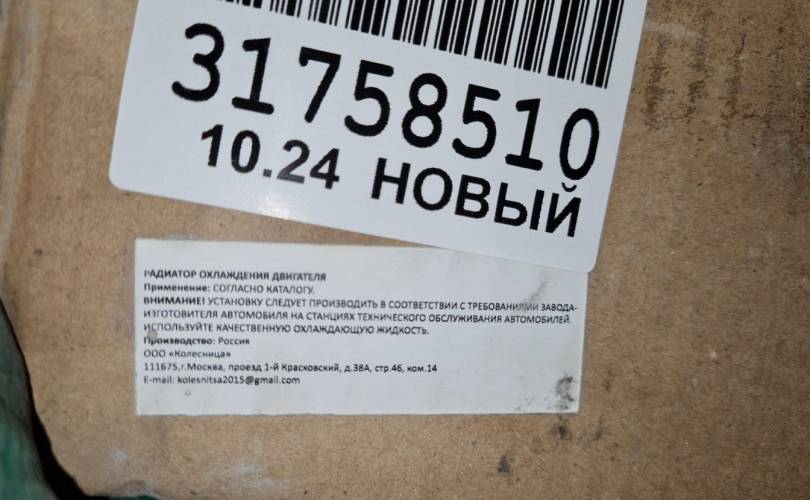 31758510
10.24 НОВЫЙ
РАДИАТОР ОХЛАЖДЕНИЯ ДВИГАТЕЛЯ
Применение: СОГЛАСНО КАТАЛОГУ.
ВНИМАНИЕ! УСТАНОВКУ СЛЕДУЕТ ПРОИЗВОДИТЬ В СООТВЕТСТВИИ С ТРЕБОВАНИЯМИ ЗАВОДА-
ИЗГОТОВИТЕЛЯ АВТОМОБИЛЯ НА СТАНЦИЯХ ТЕХНИЧЕСКОГО ОБСЛУЖИВАНИЯ АВТОМОБИЛЕЙ.
ИСПОЛЬЗУЙТЕ КАЧЕСТВЕННУЮ ОХЛАЖДАЮЩУЮ ЖИДКОСТЬ.
Производство: Россия
ООО «Колесница»
111675,г.Москва, проезд 1-й Красковский, д.38А, стр.46, ком.14
E-mail: kolesnitsa2015@gmail.com